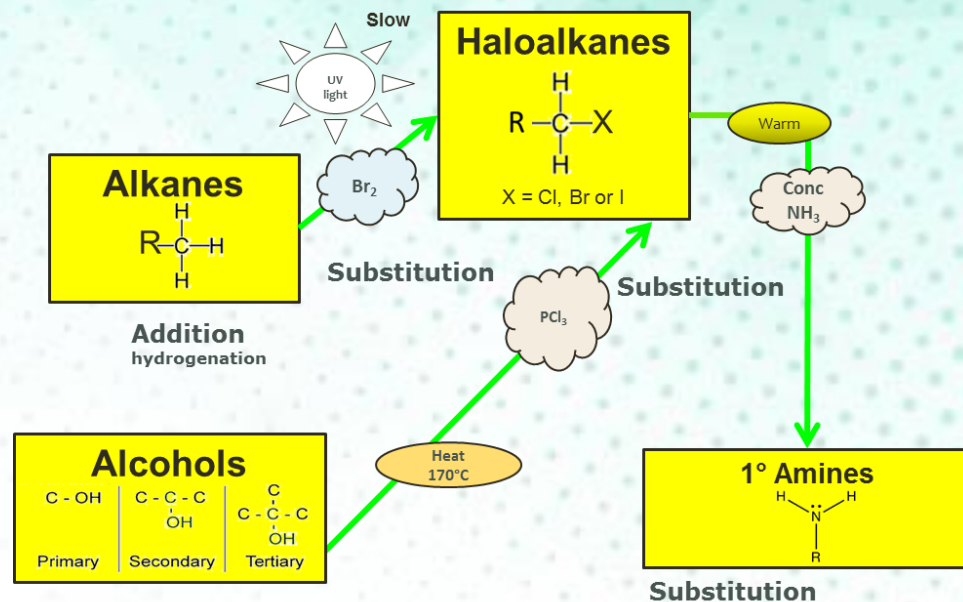 Slow
UV
light
Haloalkanes
H
R C X
H
X = Cl, Br or I
Warm
Alkanes
H
R C H
H
Br₂
Conc
NH₃
Substitution
Substitution
PCl₃
Addition
hydrogenation
Alcohols
C - OH
Primary
C - C - C
OH
Secondary
C
C - C - C
OH
Tertiary
Heat
170°C
1° Amines
H H
N
R
Substitution